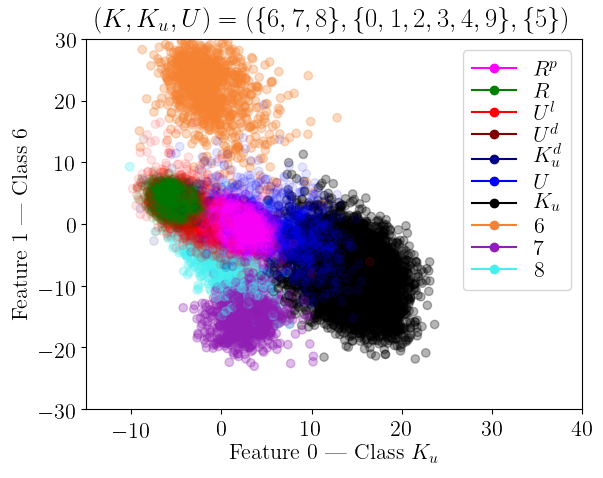 (K, K_u, U) = ({6, 7, 8}, {0, 1, 2, 3, 4, 9}, {5})
30
20
10
0
−10
−20
−30
Feature 1 — Class 6
R^p
R
U^l
U^d
K_u^d
U
K_u
6
7
8
−10
0
10
20
30
40
Feature 0 — Class K_u